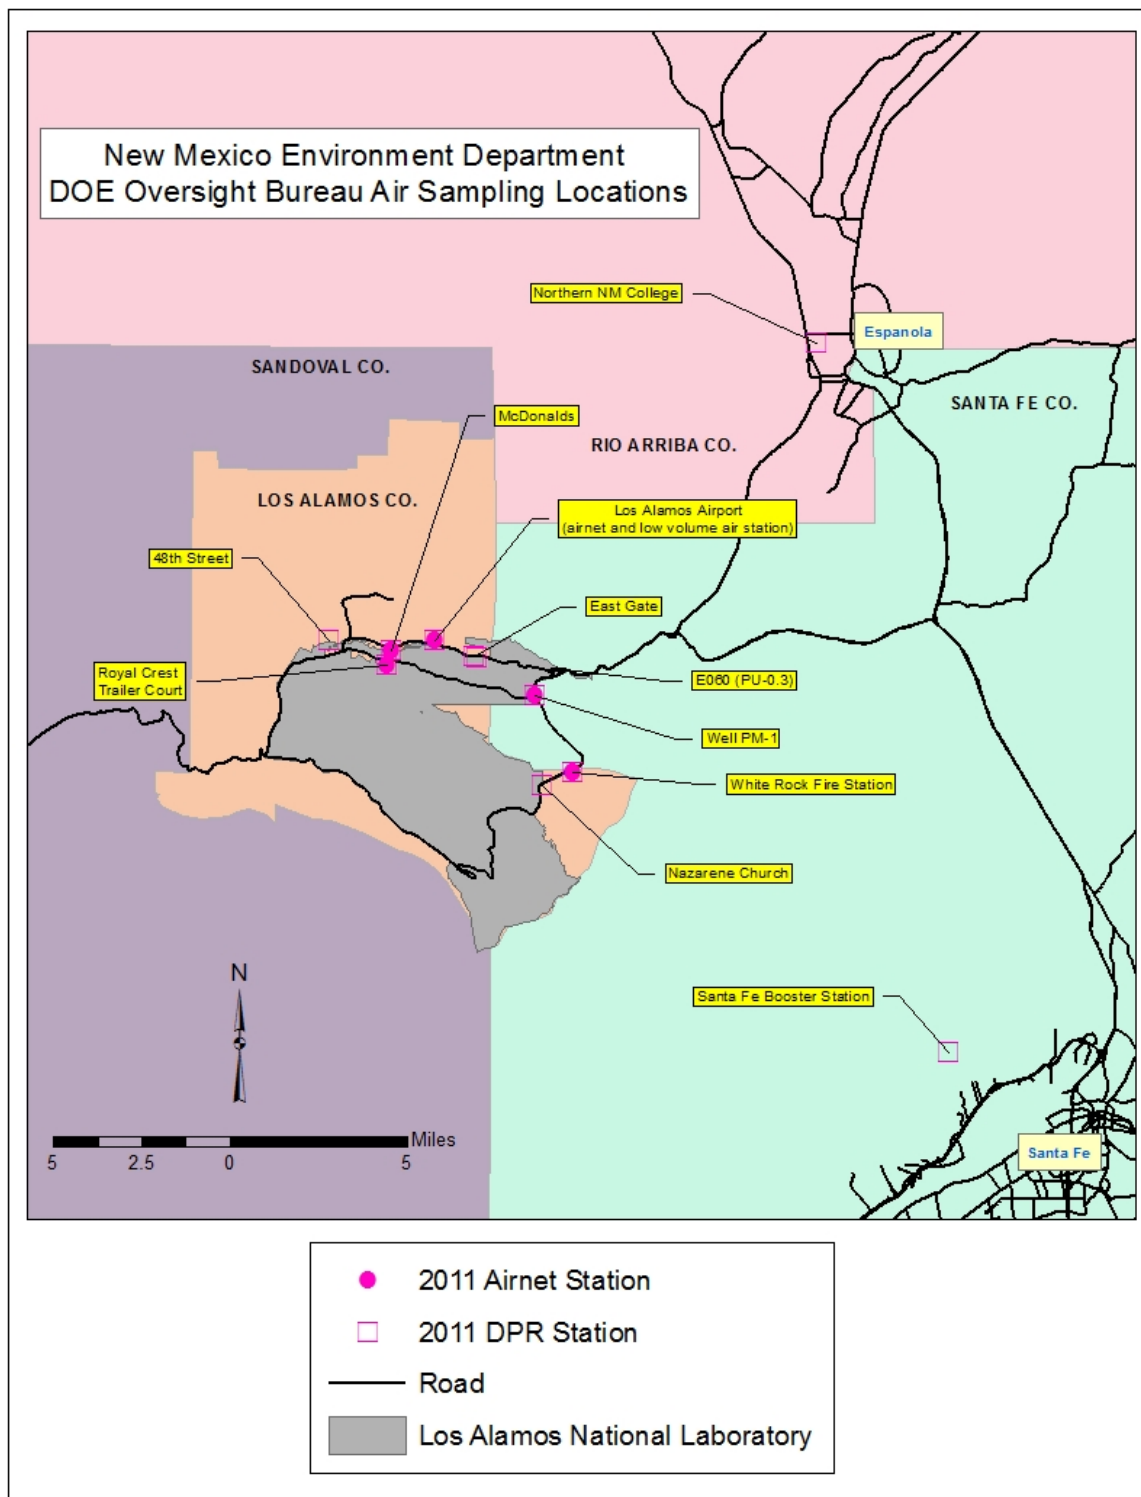 New Mexico Environment Department
DOE Oversight Bureau Air Sampling Locations
Northern NM College
Espanola
SANDOVAL CO.
SANTA FE CO.
McDonalds
RIO ARRIBA CO.
LOS ALAMOS CO.
Los Alamos Airport
(airnet and low volume air station)
48th Street
East Gate
Royal Crest
Trailer Court
E060 (PU-0.3)
Well PM-1
White Rock Fire Station
Nazarene Church
N
Santa Fe Booster Station
Miles
5 2.5 0 5
Santa Fe
2011 Airnet Station
2011 DPR Station
Road
Los Alamos National Laboratory